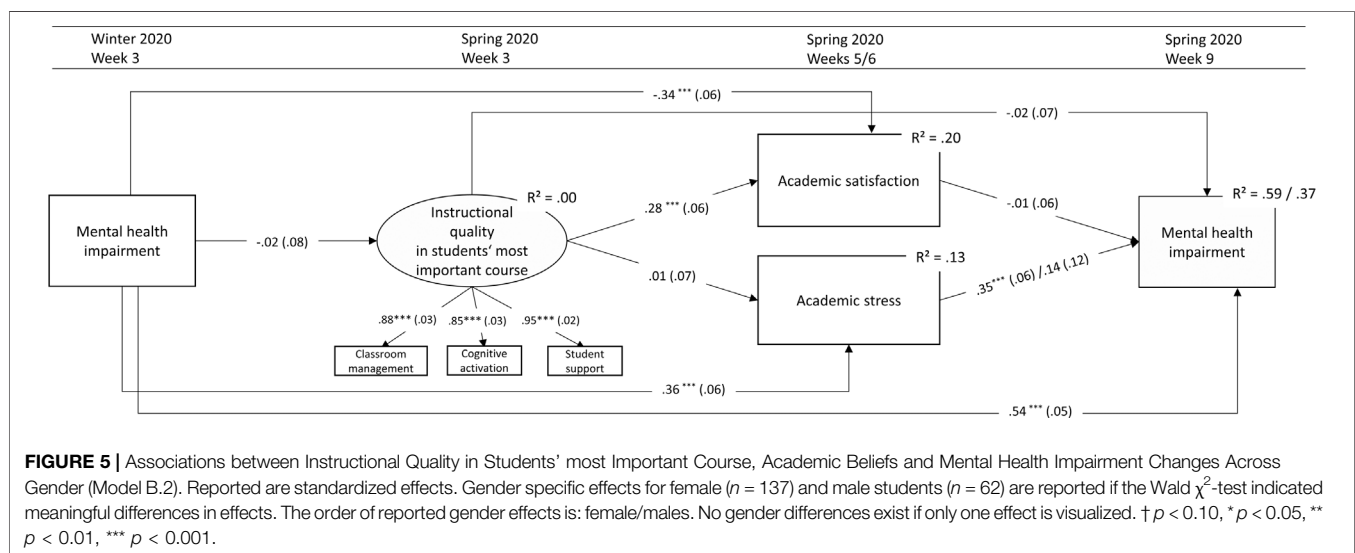 Winter 2020
Week 3
Spring 2020
Week 3
Spring 2020
Weeks 5/6
Spring 2020
Week 9
-.34 *** (.06)
-.02 (.07)
R² = .20
Academic satisfaction
R² = .59 / .37
Mental health
impairment
-.02 (.08)
R² = .00
Instructional
quality
in students‘ most
important course
.28 *** (.06)
.01 (.07)
-.01 (.06)
.35*** (.06) / .14 (.12)
Mental health
impairment
R² = .13
Academic stress
.88*** (.03)
.85*** (.03)
.95*** (.02)
Classroom
management
Cognitive
activation
Student
support
.36 *** (.06)
.54 *** (.05)
FIGURE 5 | Associations between Instructional Quality in Students’ most Important Course, Academic Beliefs and Mental Health Impairment Changes Across
Gender (Model B.2). Reported are standardized effects. Gender specific effects for female (n = 137) and male students (n = 62) are reported if the Wald χ²-test indicated
meaningful differences in effects. The order of reported gender effects is: female/males. No gender differences exist if only one effect is visualized. † p < 0.10, * p < 0.05, **
p < 0.01, *** p < 0.001.